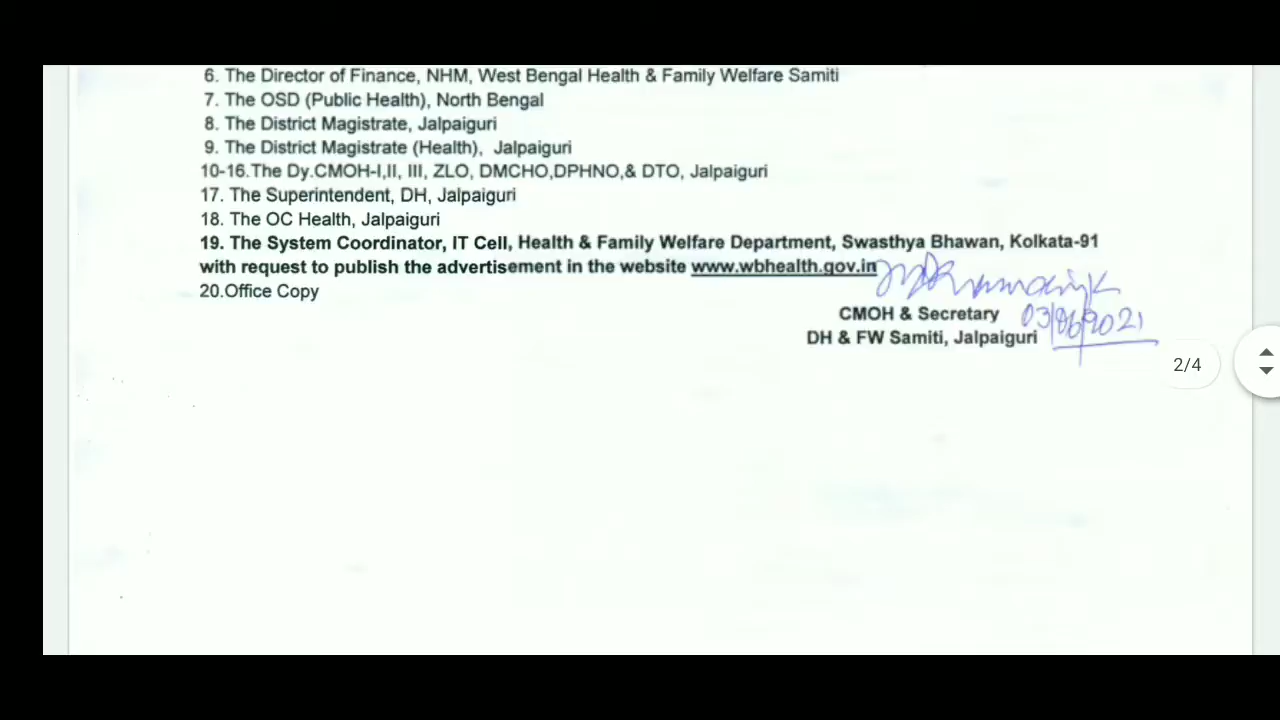 6. The Director of Finance, NHM, West Bengal Health & Family Welfare Samiti
7. The OSD (Public Health), North Bengal
8. The District Magistrate, Jalpaiguri
9. The District Magistrate (Health), Jalpaiguri
10-16.The Dy.CMOH-I,II, III, ZLO, DMCHO,DPHNO,& DTO, Jalpaiguri
17. The Superintendent, DH, Jalpaiguri
18. The OC Health, Jalpaiguri
19. The System Coordinator, IT Cell, Health & Family Welfare Department, Swasthya Bhawan, Kolkata-91
with request to publish the advertisement in the website www.wbhealth.gov.in
20.Office Copy
CMOH & Secretary 03/06/2021
DH & FW Samiti, Jalpaiguri
2/4